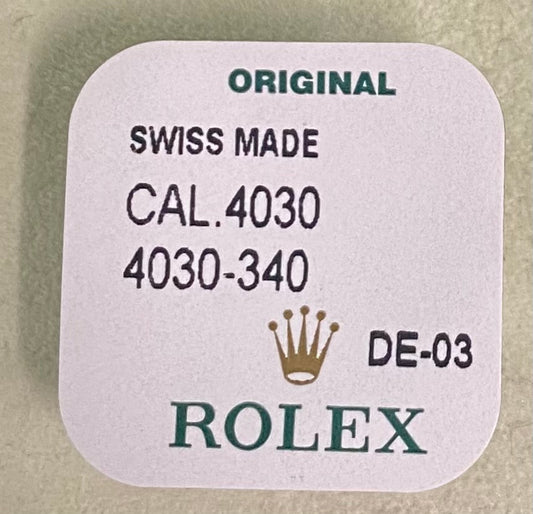 ORIGINAL
SWISS MADE
CAL.4030
4030-340
DE-03
ROLEX